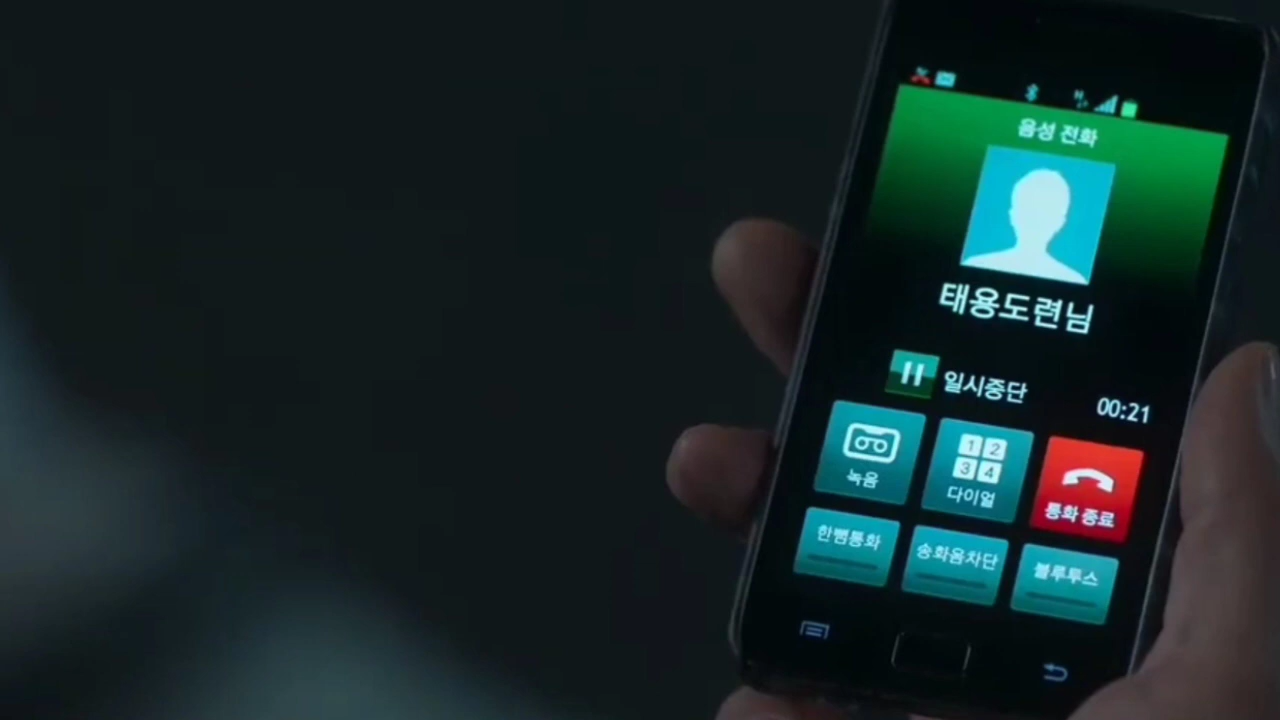 음성 전화
태용도련님
일시중단
00:21
녹음
1 2
3 4
다이얼
통화 종료
한뼘통화
송화음차단
블루투스